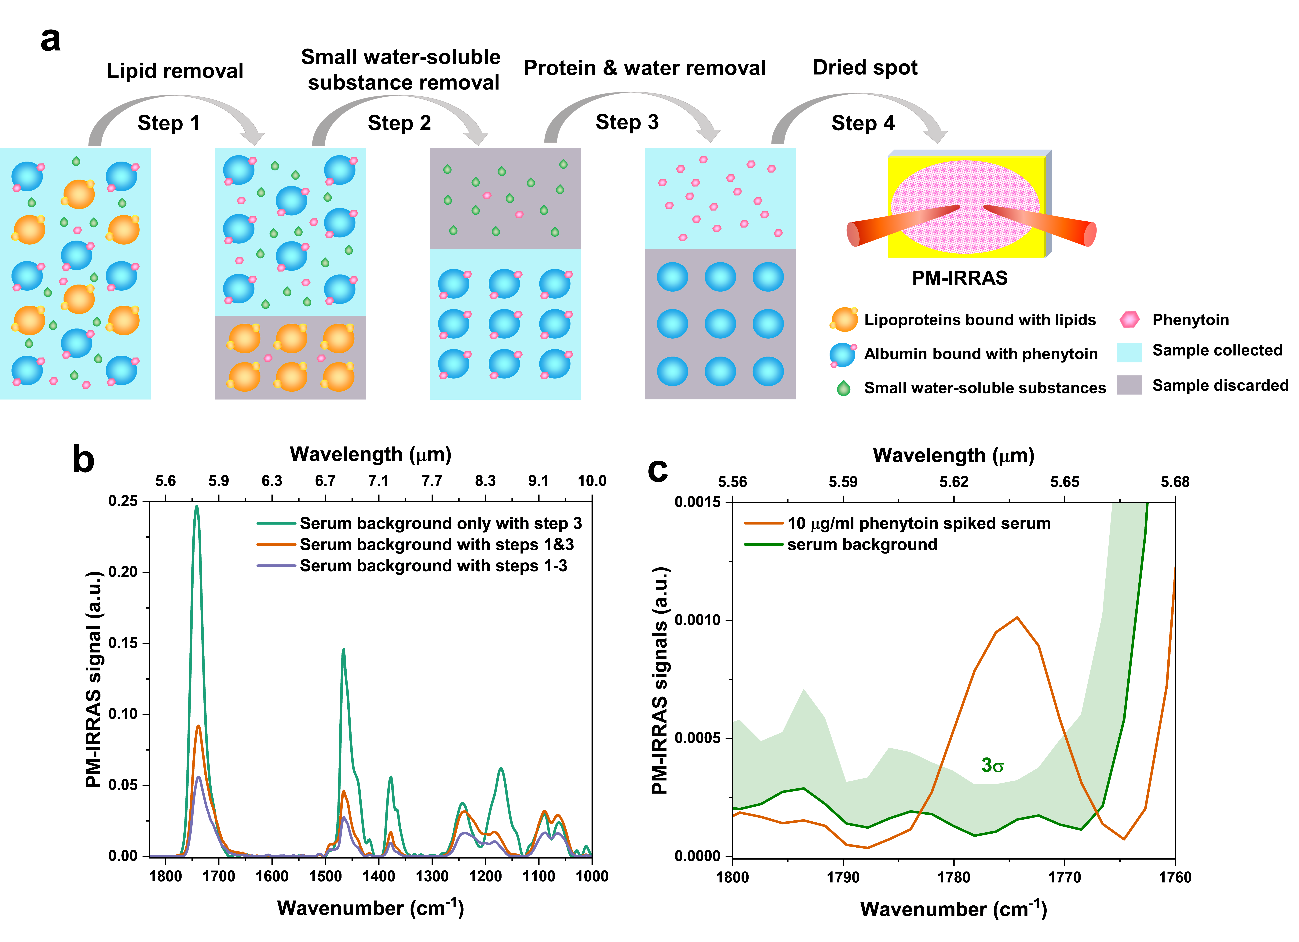 a
Lipid removal
Step 1
Small water-soluble
substance removal
Step 2
Protein & water removal
Step 3
Dried spot
Step 4
PM-IRRAS
Lipoproteins bound with lipids
Albumin bound with phenytoin
Small water-soluble substances
Phenytoin
Sample collected
Sample discarded
b
Wavelength (μm)
5.6 5.9 6.3 6.7 7.1 7.7 8.3 9.1 10.0
0.25
0.20
0.15
0.10
0.05
0.00
PM-IRRAS signal (a.u.)
Serum background only with step 3
Serum background with steps 1&3
Serum background with steps 1-3
1800 1700 1600 1500 1400 1300 1200 1100 1000
Wavenumber (cm⁻¹)
c
Wavelength (μm)
5.56 5.59 5.62 5.65 5.68
0.0015
0.0010
0.0005
0.0000
PM-IRRAS signals (a.u.)
10 μg/ml phenytoin spiked serum
serum background
3σ
1800 1790 1780 1770 1760
Wavenumber (cm⁻¹)